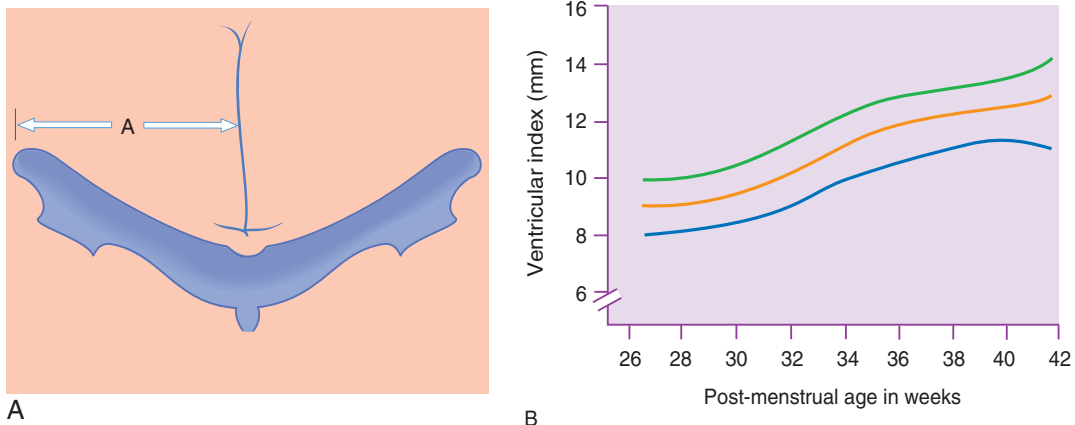 A
A
B
Ventricular index (mm)
16
14
12
10
8
6
26 28 30 32 34 36 38 40 42
Post-menstrual age in weeks